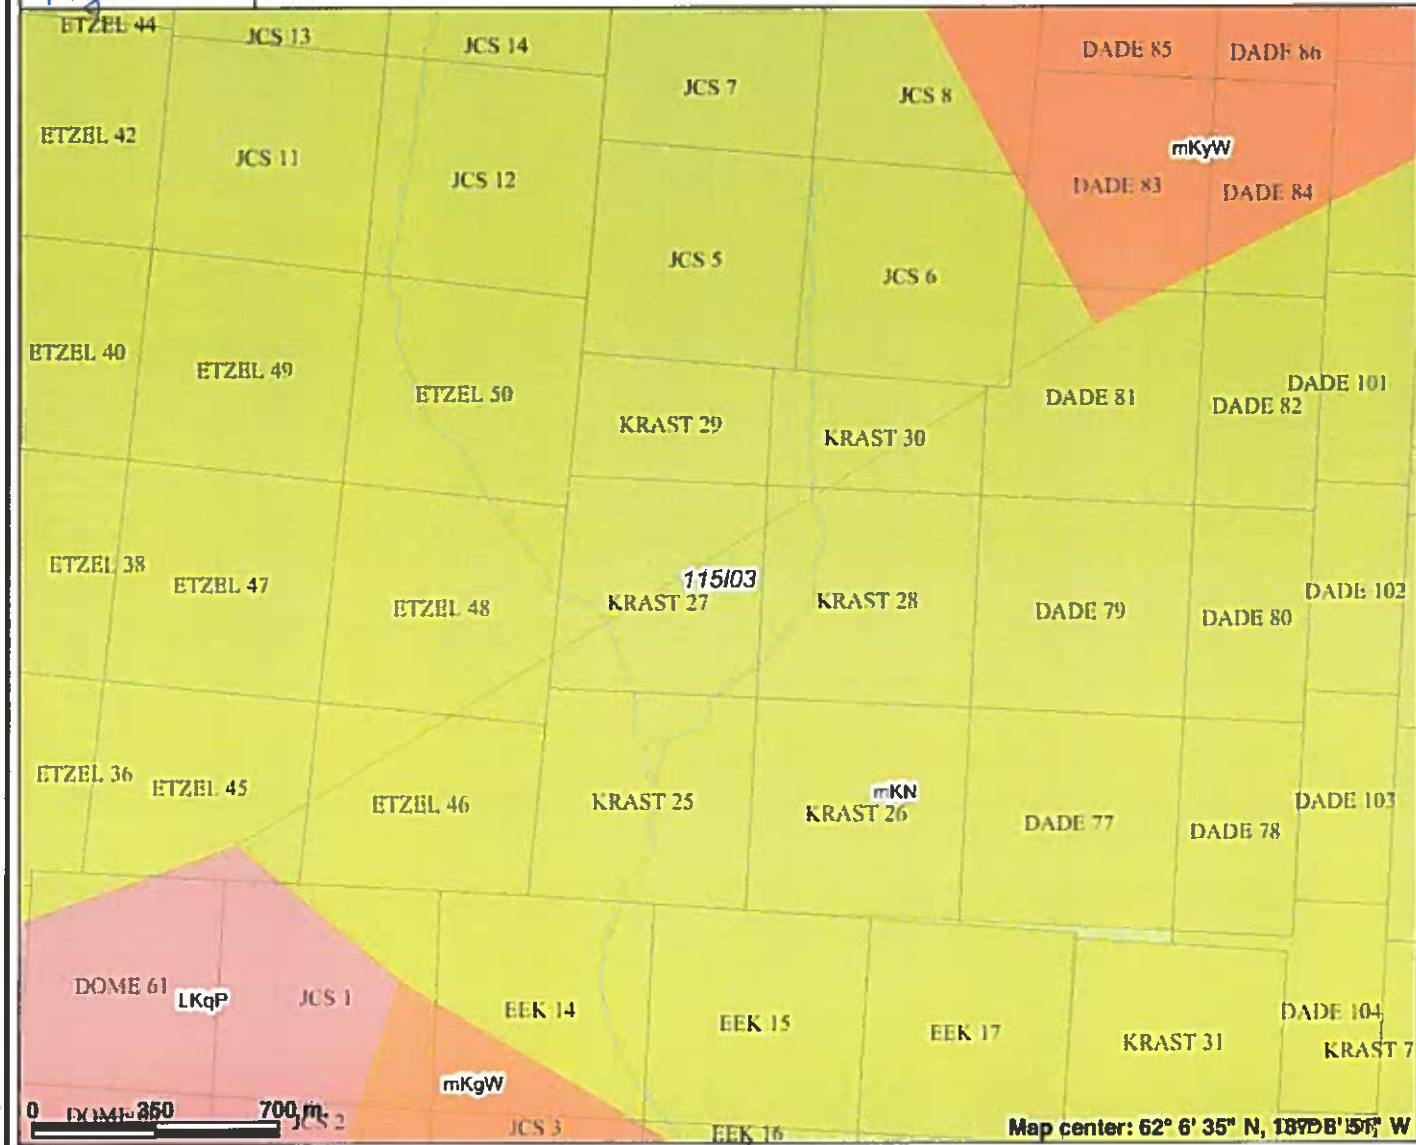 ETZEL 44
JCS 13
JCS 14
DADE 85
DADE 86
JCS 7
JCS 8
ETZEL 42
JCS 11
JCS 12
mKyW
DADE 83
DADE 84
JCS 5
JCS 6
ETZEL 40
ETZEL 49
ETZEL 50
DADE 81
DADE 82
DADE 101
KRAST 29
KRAST 30
ETZEL 38
ETZEL 47
ETZEL 48
115I03
KRAST 27
KRAST 28
DADE 79
DADE 80
DADE 102
ETZEL 36
ETZEL 45
ETZEL 46
KRAST 25
mKN
KRAST 26
DADE 77
DADE 78
DADE 103
DOME 61
LKqP
JCS 1
EEK 14
EEK 15
EEK 17
KRAST 31
DADE 104
KRAST 7
mKgW
0 350 700 m.
DOME
JCS 2
JCS 3
EEK 16
Map center: 62° 6' 35" N,